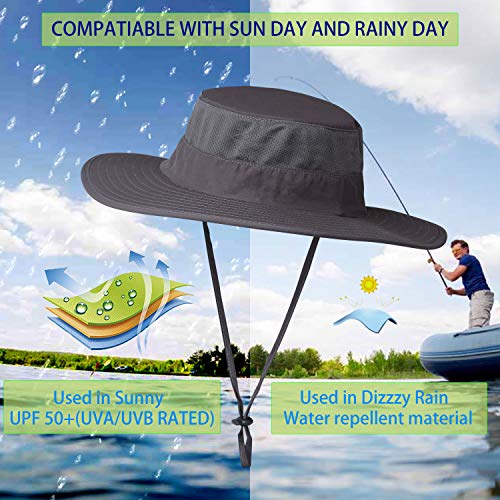 COMPATIABLE WITH SUN DAY AND RAINY DAY
Used in Sunny
UPF 50+(UVA/UVB RATED)
Used in Dizzzy Rain
Water repellent material